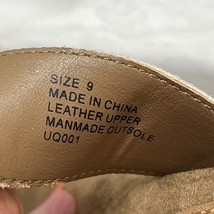 SIZE 9
MADE IN CHINA
LEATHER UPPER
MANMADE OUTSOLE
UQ001